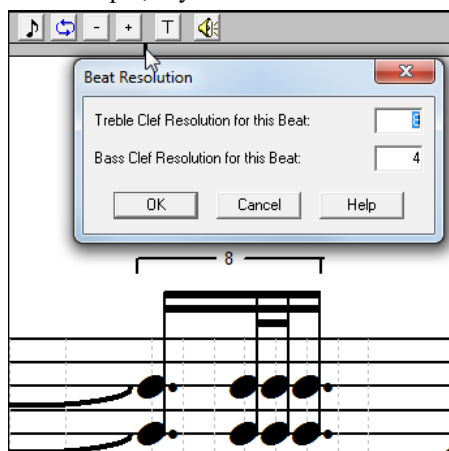 - + T
Beat Resolution
Treble Clef Resolution for this Beat:
Bass Clef Resolution for this Beat: 4
OK Cancel Help
8